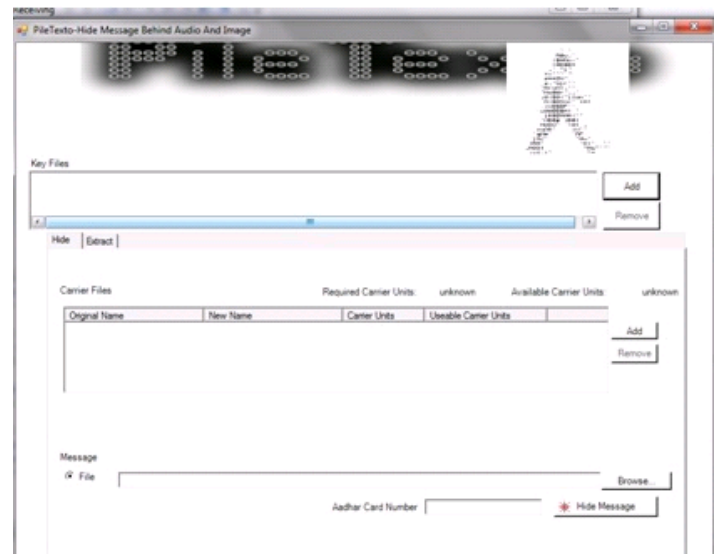 Receiving
PileTexto-Hide Message Behind Audio And Image
PileTexto
Key Files
Add
Remove
Hide Extract
Carrier Files Required Carrier Units: unknown Available Carrier Units: unknown
Original Name New Name Carrier Units Useable Carrier Units
Add
Remove
Message
File Browse...
Aadhar Card Number Hide Message